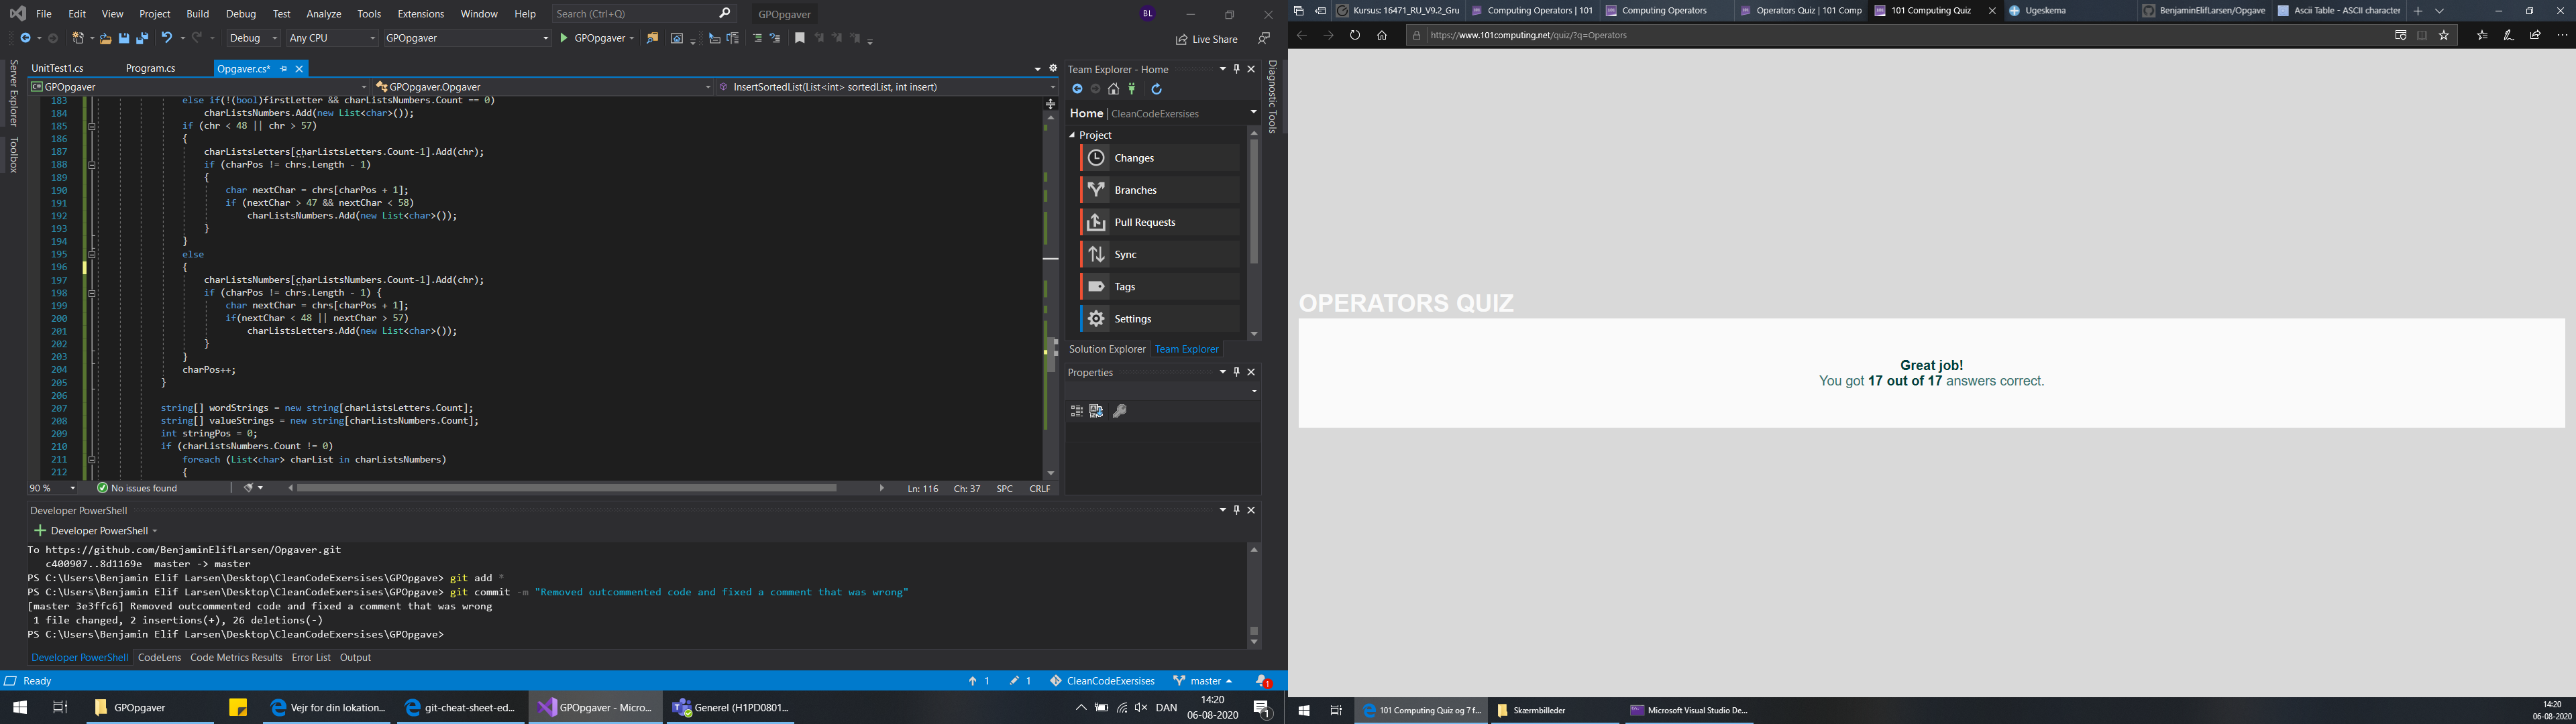 File Edit View Project Build Debug Test Analyze Tools Extensions Window Help Search (Ctrl+Q) GPOpgaver BL
Debug Any CPU GPOpgaver GPOpgaver Live Share
Server Explorer
Toolbox
UnitTest1.cs Program.cs Opgaver.cs*
GPOpgaver GPOpgaver.Opgaver InsertSortedList(List<int> sortedList, int insert)
183 else if(!(bool)firstLetter && charListsNumbers.Count == 0)
184 charListsNumbers.Add(new List<char>());
185 if (chr < 48 || chr > 57)
186 {
187 charListsLetters[charListsLetters.Count-1].Add(chr);
188 if (charPos != chrs.Length - 1)
189 {
190 char nextChar = chrs[charPos + 1];
191 if (nextChar > 47 && nextChar < 58)
192 charListsNumbers.Add(new List<char>());
193 }
194 }
195 else
196 {
197 charListsNumbers[charListsNumbers.Count-1].Add(chr);
198 if (charPos != chrs.Length - 1) {
199 char nextChar = chrs[charPos + 1];
200 if(nextChar < 48 || nextChar > 57)
201 charListsLetters.Add(new List<char>());
202 }
203 }
204 charPos++;
205 }
206
207 string[] wordStrings = new string[charListsLetters.Count];
208 string[] valueStrings = new string[charListsNumbers.Count];
209 int stringPos = 0;
210 if (charListsNumbers.Count != 0)
211 foreach (List<char> charList in charListsNumbers)
212 {
90 % No issues found Ln: 116 Ch: 37 SPC CRLF
Team Explorer - Home
Home | CleanCodeExersises
Project
Changes
Branches
Pull Requests
Sync
Tags
Settings
Solution Explorer Team Explorer
Properties
Diagnostic Tools
Developer PowerShell
Developer PowerShell
To https://github.com/BenjaminElifLarsen/Opgaver.git
c400907..8d1169e master -> master
PS C:\Users\Benjamin Elif Larsen\Desktop\CleanCodeExersises\GPOpgave> git add *
PS C:\Users\Benjamin Elif Larsen\Desktop\CleanCodeExersises\GPOpgave> git commit -m "Removed outcommented code and fixed a comment that was wrong"
[master 3e3ffc6] Removed outcommented code and fixed a comment that was wrong
1 file changed, 2 insertions(+), 26 deletions(-)
PS C:\Users\Benjamin Elif Larsen\Desktop\CleanCodeExersises\GPOpgave>
Developer PowerShell CodeLens Code Metrics Results Error List Output
Ready 1 1 CleanCodeExersises master 1
GPOpgaver Vejr for din lokation... git-cheat-sheet-ed... GPOpgaver - Micro... Generel (H1PD0801... DAN 14:20
06-08-2020 1
Kursus: 16471_RU_V9.2_Gru Computing Operators | 101 Computing Operators Operators Quiz | 101 Comp 101 Computing Quiz Ugeskema BenjaminElifLarsen/Opgave Ascii Table - ASCII character
https://www.101computing.net/quiz/?q=Operators
OPERATORS QUIZ
Great job!
You got 17 out of 17 answers correct.
101 Computing Quiz og 7 f... Skærmbilleder Microsoft Visual Studio De... 14:20
06-08-2020